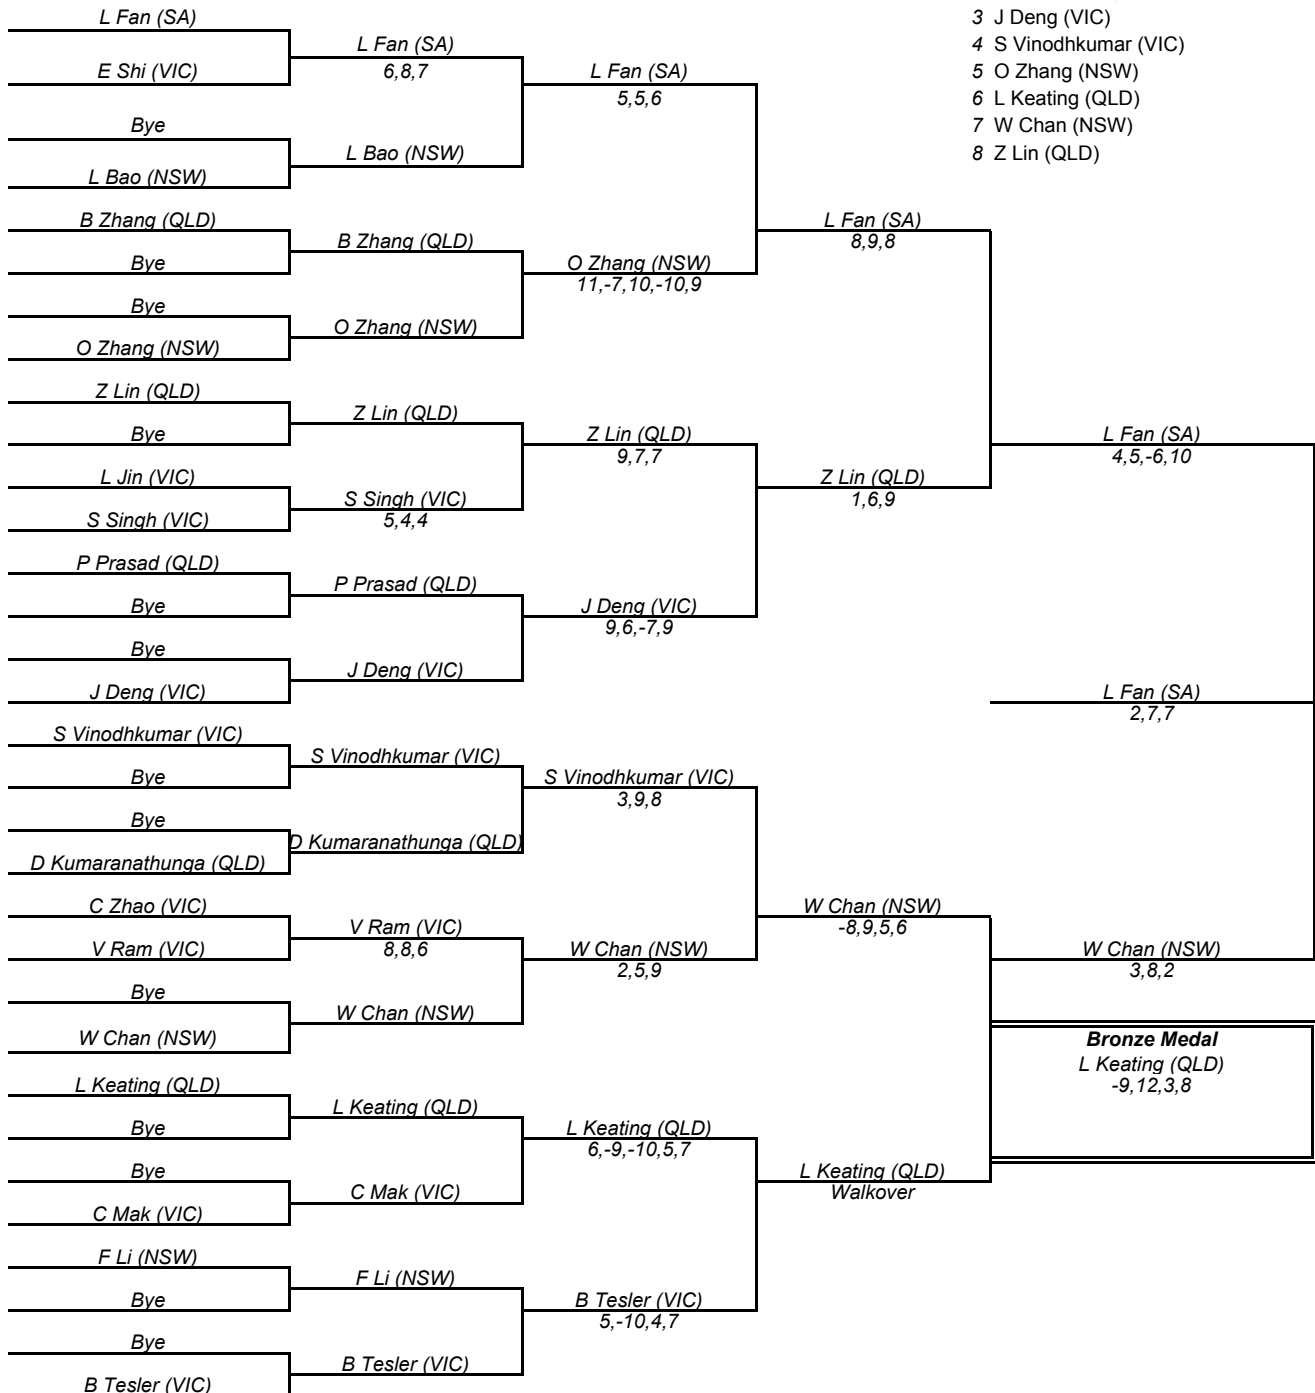 3 J Deng (VIC)
4 S Vinodhkumar (VIC)
5 O Zhang (NSW)
6 L Keating (QLD)
7 W Chan (NSW)
8 Z Lin (QLD)
L Fan (SA)
E Shi (VIC)
Bye
L Bao (NSW)
B Zhang (QLD)
Bye
Bye
O Zhang (NSW)
Z Lin (QLD)
Bye
L Jin (VIC)
S Singh (VIC)
P Prasad (QLD)
Bye
Bye
J Deng (VIC)
S Vinodhkumar (VIC)
Bye
Bye
D Kumaranathunga (QLD)
C Zhao (VIC)
V Ram (VIC)
Bye
W Chan (NSW)
L Keating (QLD)
Bye
Bye
C Mak (VIC)
F Li (NSW)
Bye
Bye
B Tesler (VIC)
L Fan (SA)
6,8,7
L Bao (NSW)
B Zhang (QLD)
O Zhang (NSW)
Z Lin (QLD)
S Singh (VIC)
5,4,4
P Prasad (QLD)
J Deng (VIC)
S Vinodhkumar (VIC)
D Kumaranathunga (QLD)
V Ram (VIC)
8,8,6
W Chan (NSW)
L Keating (QLD)
C Mak (VIC)
F Li (NSW)
B Tesler (VIC)
L Fan (SA)
5,5,6
O Zhang (NSW)
11,-7,10,-10,9
Z Lin (QLD)
9,7,7
J Deng (VIC)
9,6,-7,9
S Vinodhkumar (VIC)
3,9,8
W Chan (NSW)
2,5,9
L Keating (QLD)
6,-9,-10,5,7
B Tesler (VIC)
5,-10,4,7
L Fan (SA)
8,9,8
Z Lin (QLD)
1,6,9
W Chan (NSW)
-8,9,5,6
L Keating (QLD)
Walkover
L Fan (SA)
4,5,-6,10
L Fan (SA)
2,7,7
W Chan (NSW)
3,8,2
Bronze Medal
L Keating (QLD)
-9,12,3,8